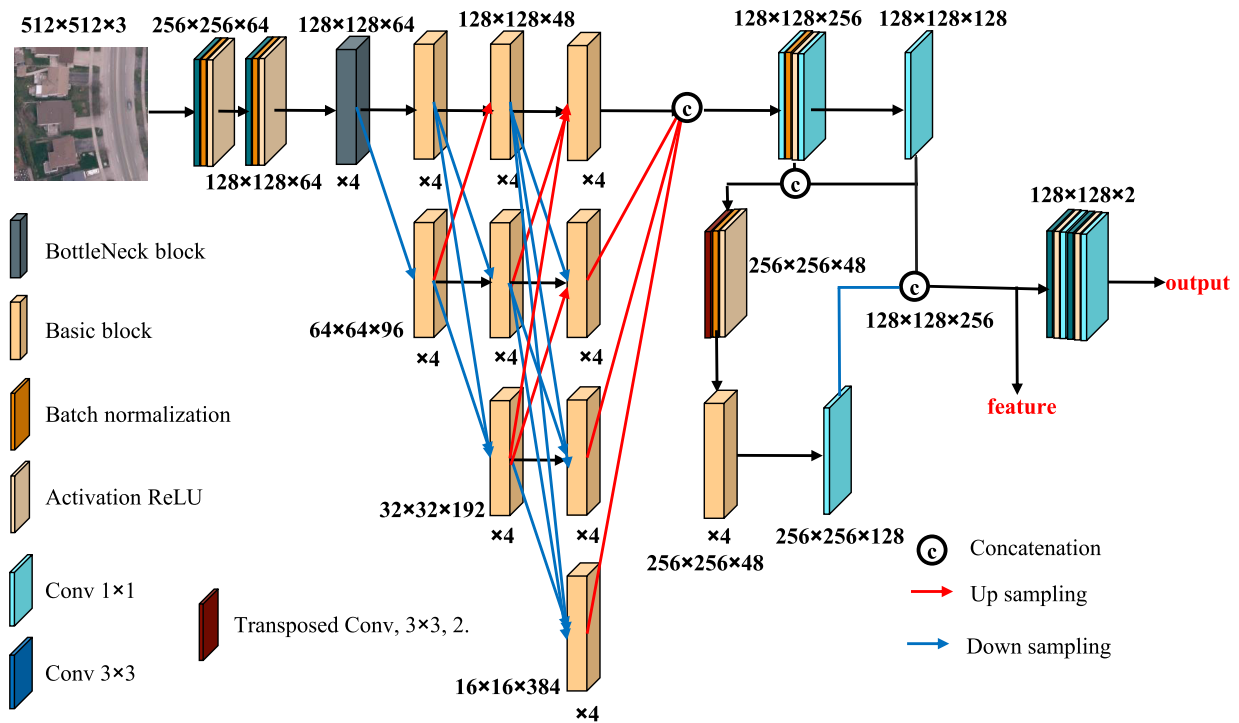 512×512×3
256×256×64
128×128×64
128×128×48
128×128×256
128×128×128
c
128×128×64
×4
×4
×4
×4
c
128×128×2
BottleNeck block
256×256×48
c
output
128×128×256
Basic block
64×64×96
×4
×4
×4
feature
Batch normalization
Activation ReLU
32×32×192
×4
×4
×4
256×256×48
256×256×128
c
Concatenation
Conv 1×1
Up sampling
Transposed Conv, 3×3, 2.
Down sampling
Conv 3×3
16×16×384
×4